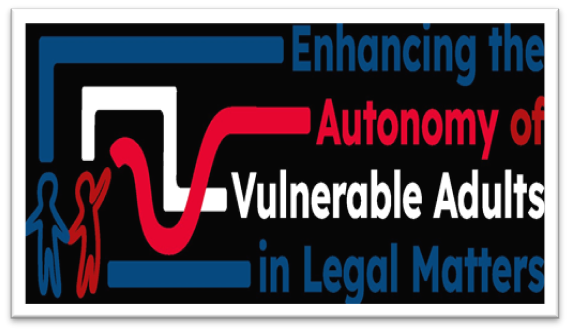 Enhancing the
Autonomy of
Vulnerable Adults
in Legal Matters